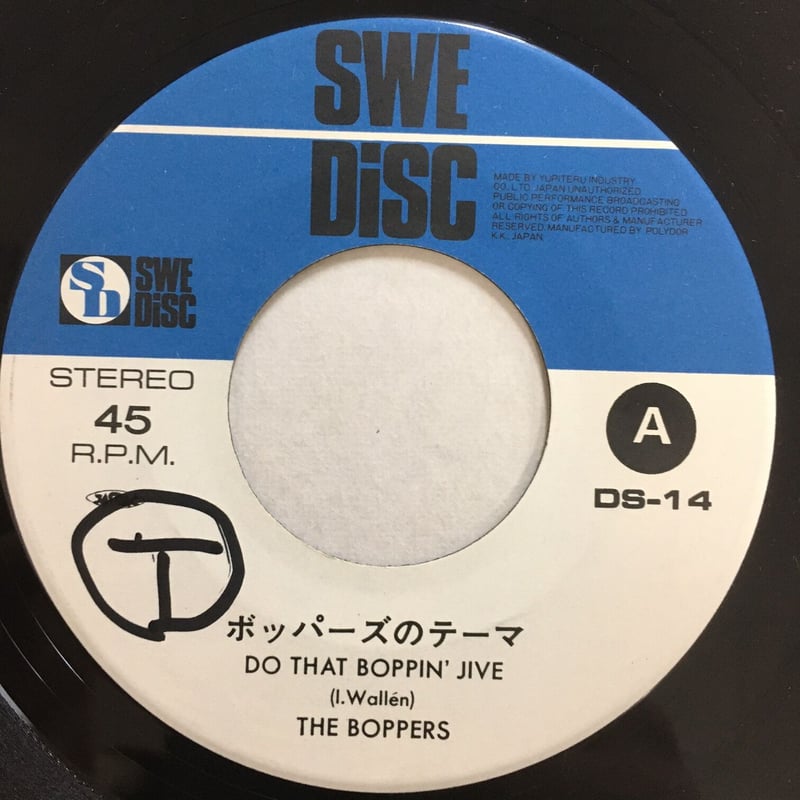 SWE
DiSC
MADE BY YUPITERU INDUSTRY
CO., LTD. JAPAN UNAUTHORIZED
PUBLIC PERFORMANCE BROADCASTING
OR COPYING OF THIS RECORD PROHIBITED
ALL RIGHTS OF AUTHORS & MANUFACTURER
RESERVED. MANUFACTURED BY POLYDOR
K.K., JAPAN
SD
SWE
DiSC
STEREO
45
R.P.M.
A
DS-14
T
ボッパーズのテーマ
DO THAT BOPPIN' JIVE
(I. Wallén)
THE BOPPERS